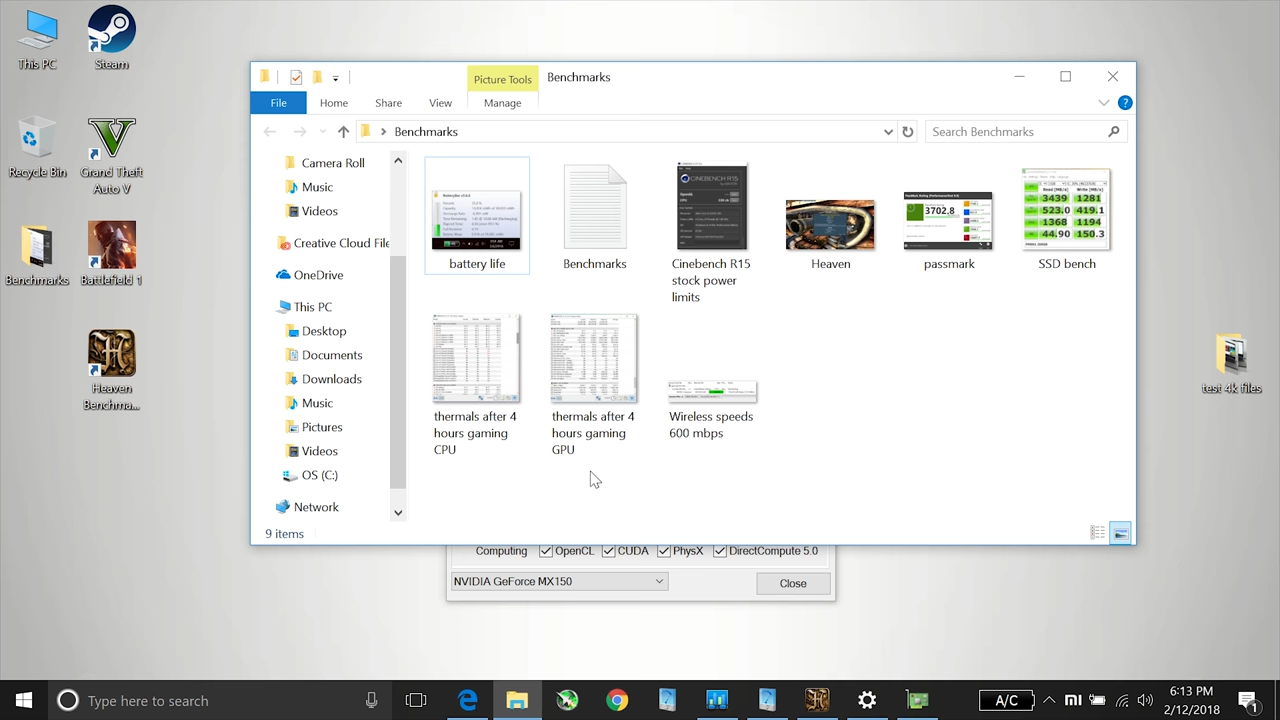 This PC
Steam
Recycle Bin
Grand Theft
Auto V
Benchmarks
Battlefield 1
Heaven
Benchma...
test 4k files
Picture Tools
Benchmarks
File
Home
Share
View
Manage
Benchmarks
Search Benchmarks
Camera Roll
Music
Videos
Creative Cloud File
OneDrive
This PC
Desktop
Documents
Downloads
Music
Pictures
Videos
OS (C:)
Network
battery life
Benchmarks
CINEBENCH R15
Cinebench R15
stock power
limits
Heaven
3702.8
passmark
3439 1281
523.0 419.1
1368 1194
44.90 150.3
SSD bench
thermals after 4
hours gaming
CPU
thermals after 4
hours gaming
GPU
Wireless speeds
600 mbps
9 items
Computing OpenCL CUDA PhysX DirectCompute 5.0
NVIDIA GeForce MX150
Close
Type here to search
A/C
6:13 PM
2/12/2018
1